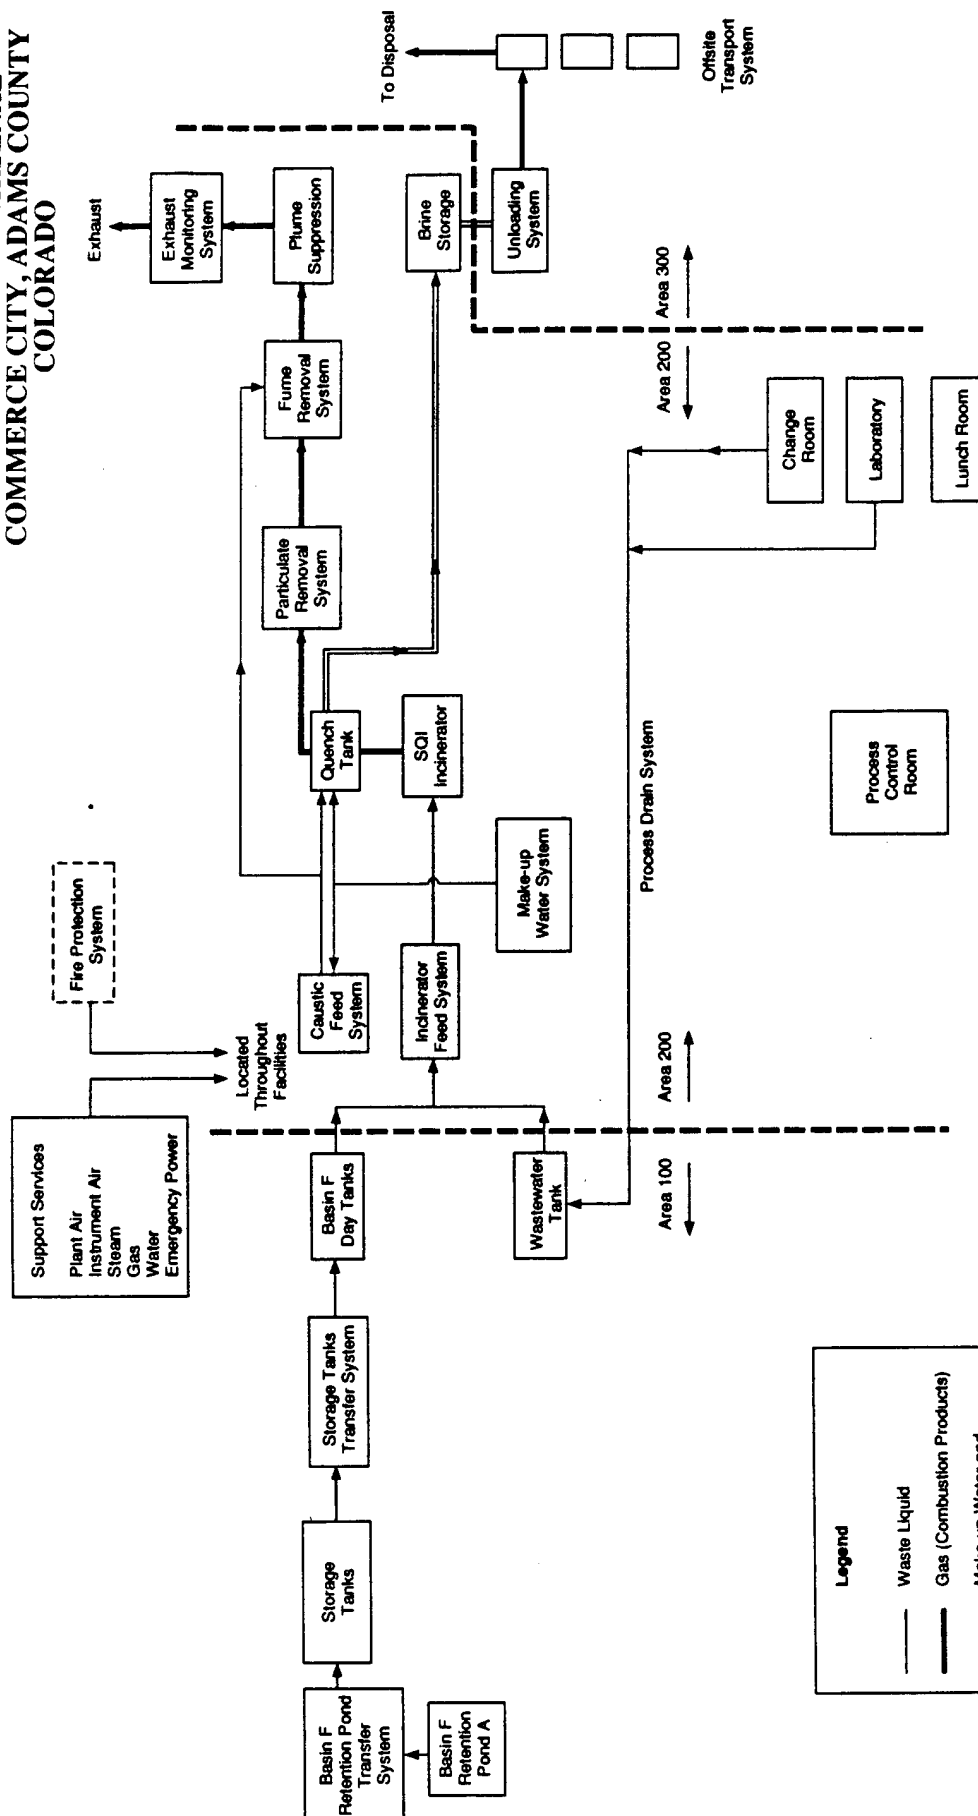 COMMERCE CITY, ADAMS COUNTY
COLORADO
Support Services
Plant Air
Instrument Air
Steam
Gas
Water
Emergency Power
Fire Protection
System
Located
Throughout
Facilities
Exhaust
Exhaust
Monitoring
System
Plume
Suppression
Fume
Removal
System
Particulate
Removal
System
Quench
Tank
Caustic
Feed
System
Basin F
Day Tanks
Storage Tanks
Transfer System
Storage
Tanks
Basin F
Retention Pond
Transfer
System
Basin F
Retention
Pond A
Incinerator
Feed System
SQI
Incinerator
Make-up
Water System
Wastewater
Tank
Brine
Storage
Unloading
System
To Disposal
Offsite
Transport
System
Process Drain System
Area 100
Area 200
Area 200
Area 300
Change
Room
Laboratory
Lunch Room
Process
Control
Room
Legend
Waste Liquid
Gas (Combustion Products)